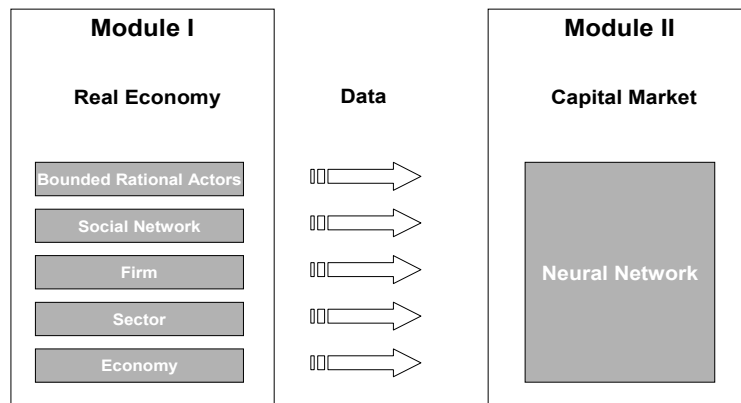 Module I
Real Economy
Bounded Rational Actors
Social Network
Firm
Sector
Economy
Data
Module II
Capital Market
Neural Network